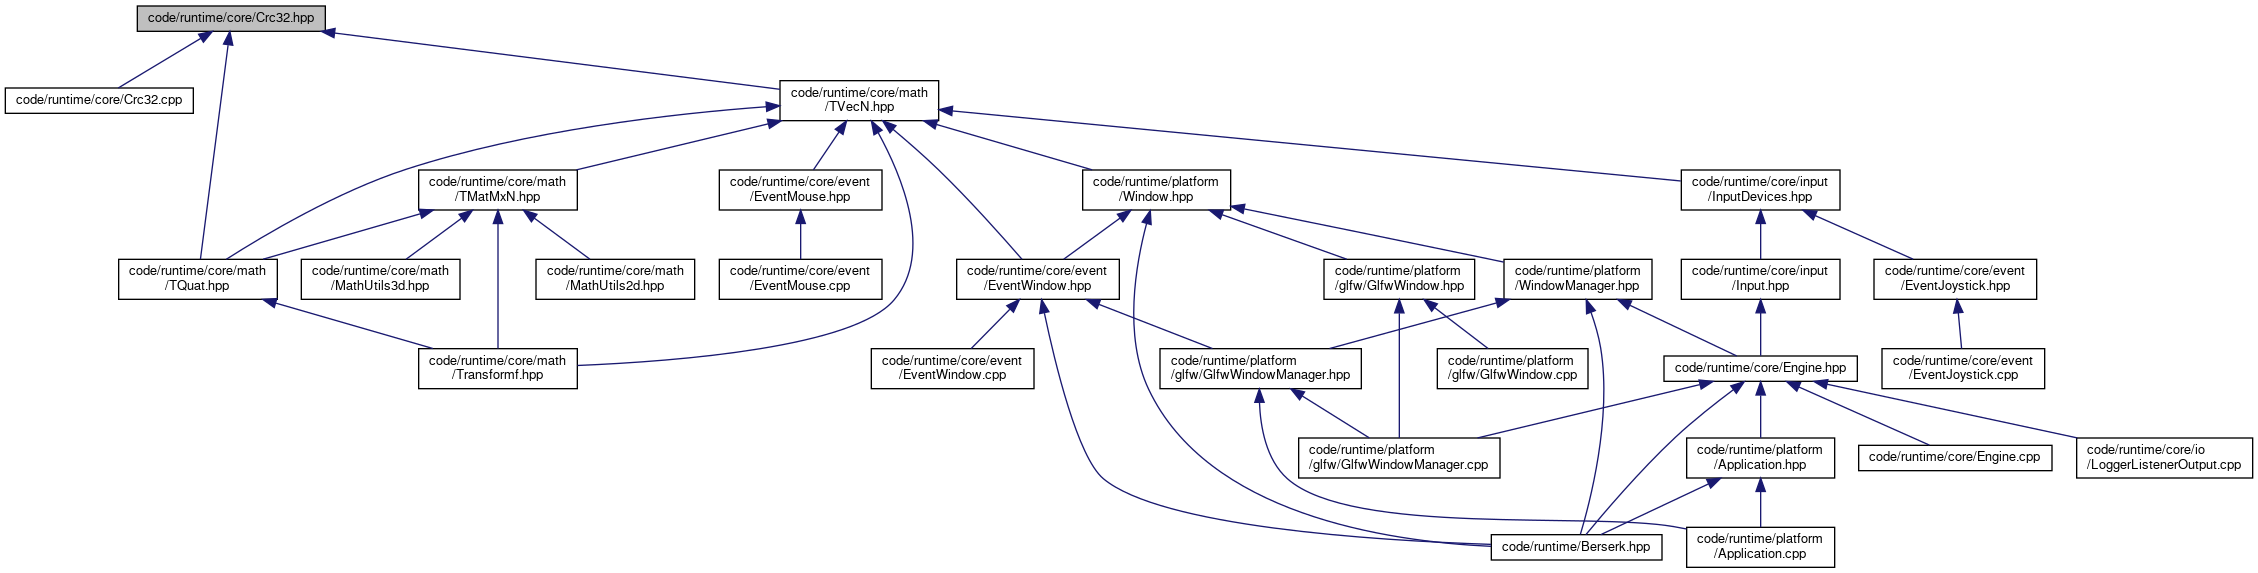 code/runtime/core/Crc32.hpp
code/runtime/core/Crc32.cpp
code/runtime/core/math
/TVecN.hpp
code/runtime/core/math
/TMatMxN.hpp
code/runtime/core/event
/EventMouse.hpp
code/runtime/platform
/Window.hpp
code/runtime/core/input
/InputDevices.hpp
code/runtime/core/math
/TQuat.hpp
code/runtime/core/math
/MathUtils3d.hpp
code/runtime/core/math
/MathUtils2d.hpp
code/runtime/core/event
/EventMouse.cpp
code/runtime/core/event
/EventWindow.hpp
code/runtime/platform
/glfw/GlfwWindow.hpp
code/runtime/platform
/WindowManager.hpp
code/runtime/core/input
/Input.hpp
code/runtime/core/event
/EventJoystick.hpp
code/runtime/core/math
/Transformf.hpp
code/runtime/core/event
/EventWindow.cpp
code/runtime/platform
/glfw/GlfwWindowManager.hpp
code/runtime/platform
/glfw/GlfwWindow.cpp
code/runtime/core/Engine.hpp
code/runtime/core/event
/EventJoystick.cpp
code/runtime/platform
/glfw/GlfwWindowManager.cpp
code/runtime/platform
/Application.hpp
code/runtime/core/Engine.cpp
code/runtime/core/io
/LoggerListenerOutput.cpp
code/runtime/Berserk.hpp
code/runtime/platform
/Application.cpp